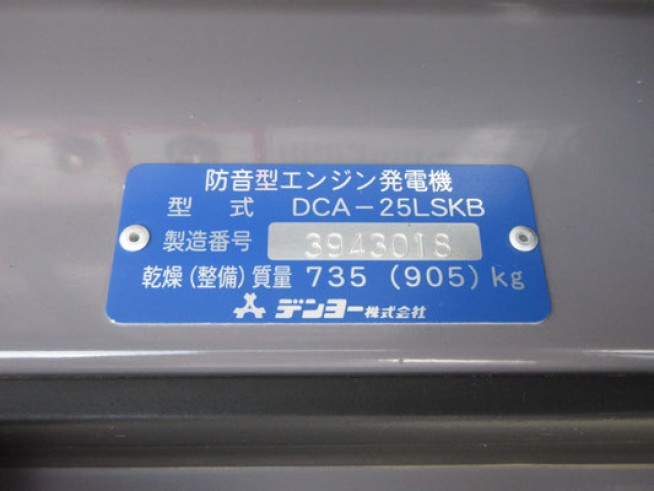 防音型エンジン発電機
型式 DCA－25LSKB
製造番号 3943018
乾燥(整備)質量 735 (905) kg
デンヨー株式会社